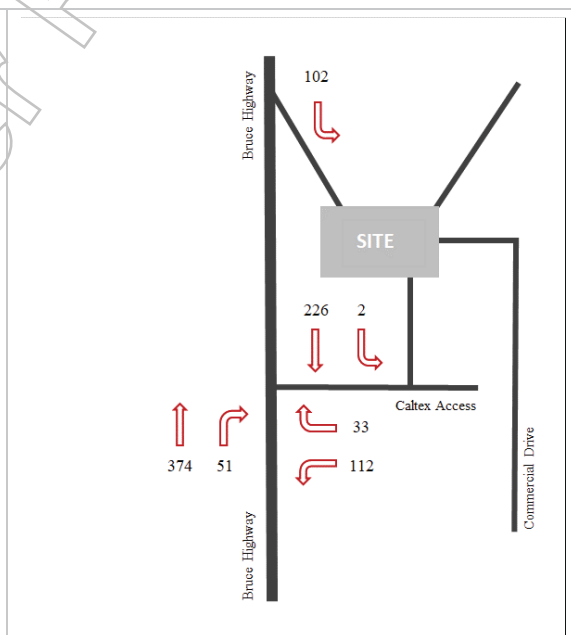 102
Bruce Highway
SITE
226 2
Caltex Access
33
374 51 112
Commercial Drive
Bruce Highway